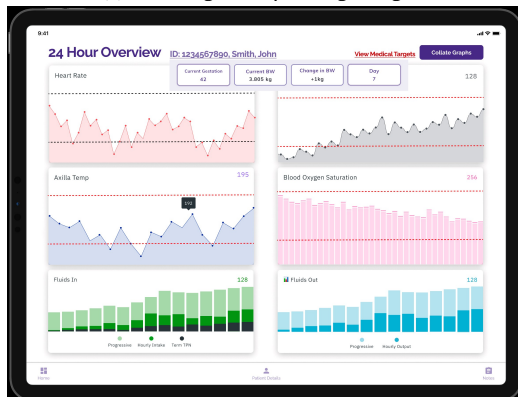 9:41
24 Hour Overview
ID: 1234567890, Smith, John
View Medical Targets
Collate Graphs
Current Gestation
42
Current BW
3.805 kg
Change in BW
+1kg
Day
7
Heart Rate
128
Axilla Temp
195
192
Blood Oxygen Saturation
256
Fluids In
128
Progressive Hourly Intake Term TPN
Fluids Out
128
Progressive Hourly Output
Home
Patient Details
Notes